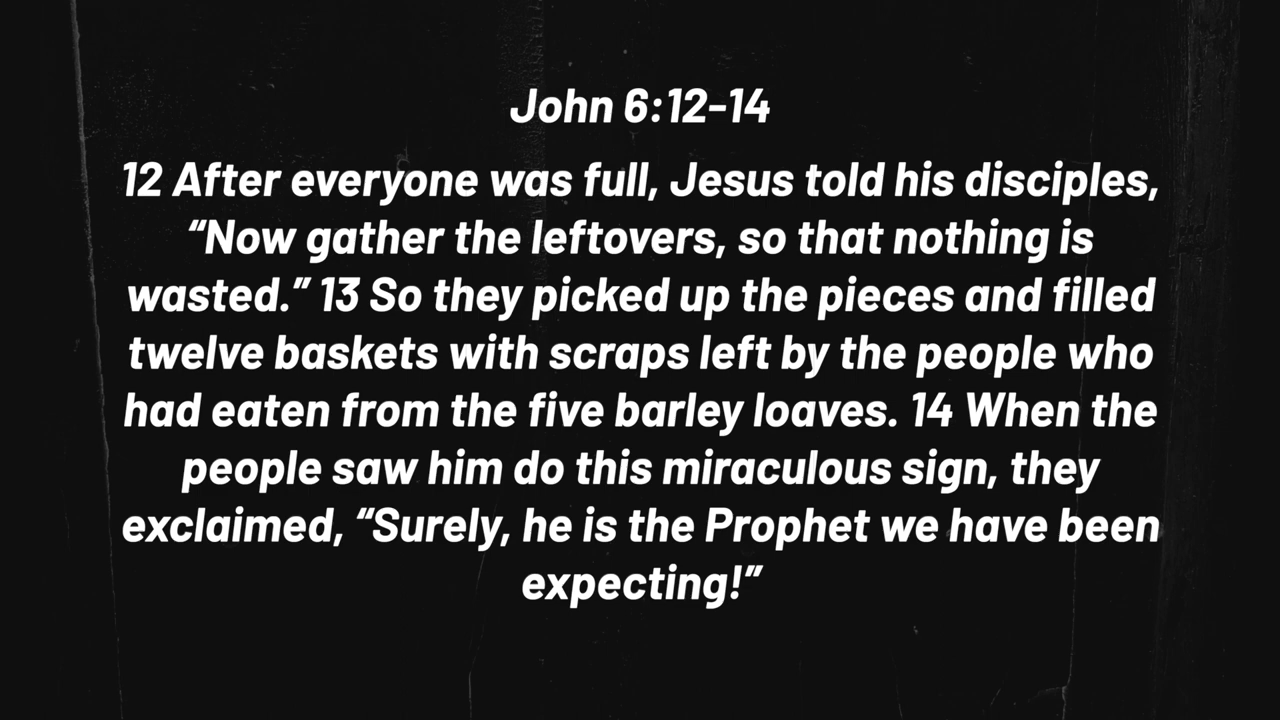 John 6:12-14
12 After everyone was full, Jesus told his disciples,
“Now gather the leftovers, so that nothing is
wasted.” 13 So they picked up the pieces and filled
twelve baskets with scraps left by the people who
had eaten from the five barley loaves. 14 When the
people saw him do this miraculous sign, they
exclaimed, “Surely, he is the Prophet we have been
expecting!”